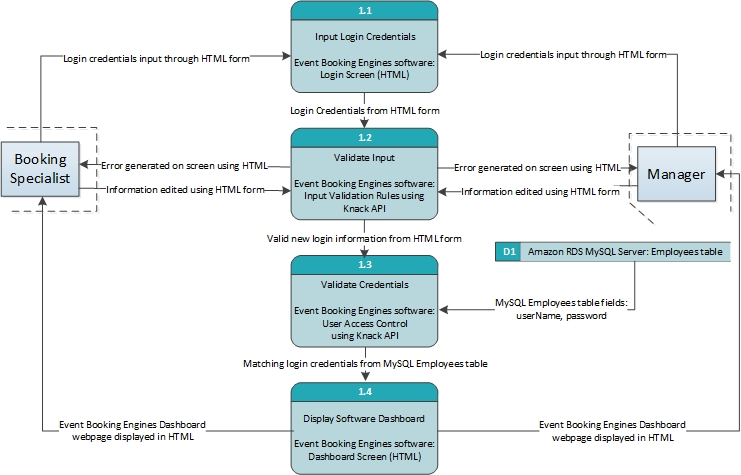 1.1
Input Login Credentials
Event Booking Engines software:
Login Screen (HTML)
Login credentials input through HTML form
Login credentials input through HTML form
Login Credentials from HTML form
1.2
Validate Input
Event Booking Engines software:
Input Validation Rules using
Knack API
Booking
Specialist
Error generated on screen using HTML
Information edited using HTML form
Error generated on screen using HTML
Information edited using HTML form
Manager
Valid new login information from HTML form
D1 Amazon RDS MySQL Server: Employees table
1.3
Validate Credentials
Event Booking Engines software:
User Access Control
using Knack API
MySQL Employees table fields:
userName, password
Matching login credentials from MySQL Employees table
1.4
Display Software Dashboard
Event Booking Engines software:
Dashboard Screen (HTML)
Event Booking Engines Dashboard
webpage displayed in HTML
Event Booking Engines Dashboard
webpage displayed in HTML